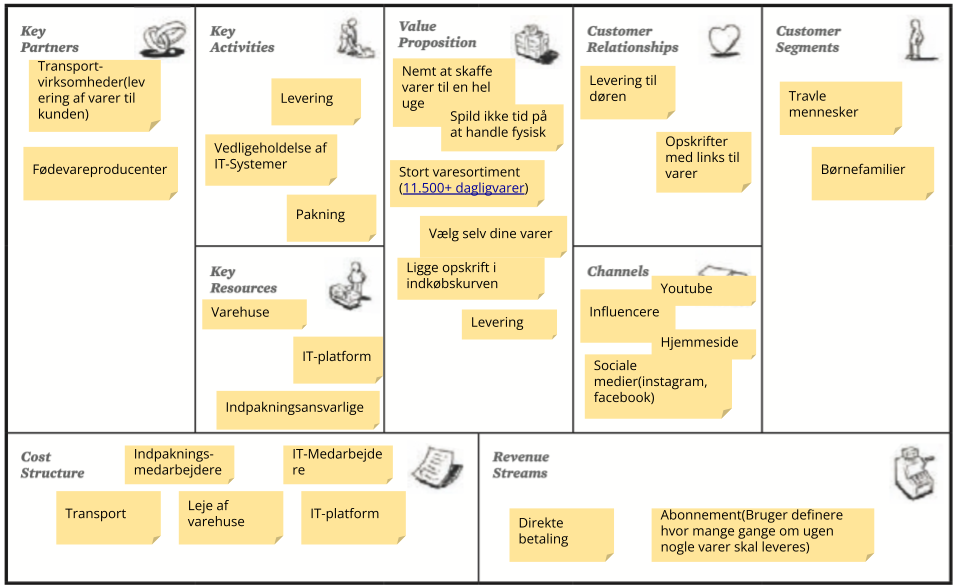 Key
Partners
Transport-
virksomheder(lev
ering af varer til
kunden)
Fødevareproducenter
Key
Activities
Levering
Vedligeholdelse af
IT-Systemer
Pakning
Key
Resources
Varehuse
IT-platform
Indpakningsansvarlige
Value
Proposition
Nemt at skaffe
varer til en hel
uge
Spild ikke tid på
at handle fysisk
Stort varesortiment
(11.500+ dagligvarer)
Vælg selv dine varer
Ligge opskrift i
indkøbskurven
Levering
Customer
Relationships
Levering til
døren
Opskrifter
med links til
varer
Channels
Youtube
Influencere
Hjemmeside
Sociale
medier(instagram,
facebook)
Customer
Segments
Travle
mennesker
Børnefamilier
Cost
Structure
Indpaknings-
medarbejdere
IT-Medarbejde
re
Transport
Leje af
varehuse
IT-platform
Revenue
Streams
Direkte
betaling
Abonnement(Bruger definere
hvor mange gange om ugen
nogle varer skal leveres)